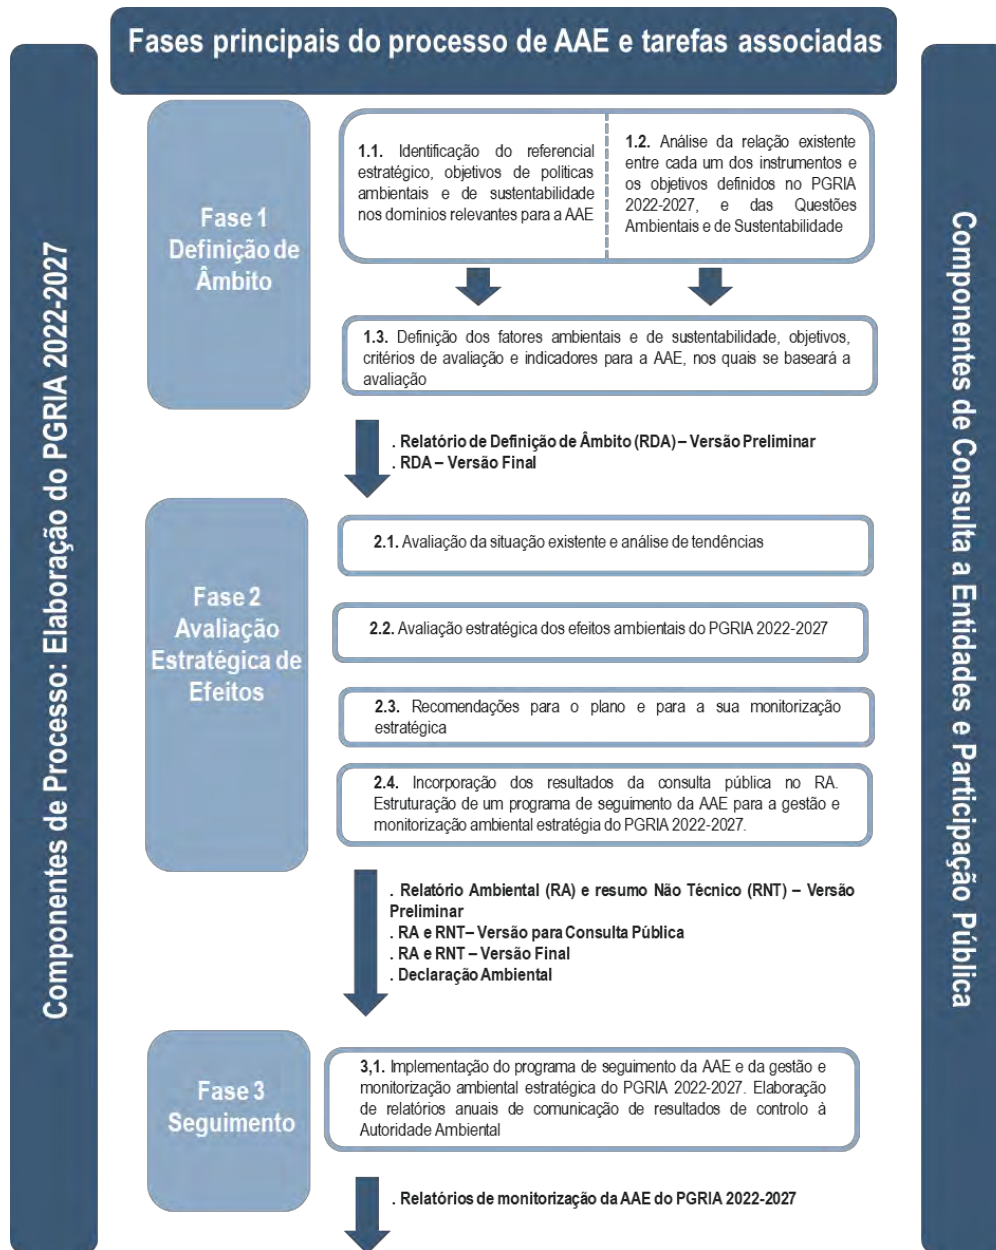 Fases principais do processo de AAE e tarefas associadas
Componentes de Processo: Elaboração do PGRIA 2022-2027
Fase 1
Definição de
Âmbito
1.1. Identificação do referencial
estratégico, objetivos de políticas
ambientais e de sustentabilidade
nos domínios relevantes para a AAE
1.2. Análise da relação existente
entre cada um dos instrumentos e
os objetivos definidos no PGRIA
2022-2027, e das Questões
Ambientais e de Sustentabilidade
1.3. Definição dos fatores ambientais e de sustentabilidade, objetivos,
critérios de avaliação e indicadores para a AAE, nos quais se baseará a
avaliação
. Relatório de Definição de Âmbito (RDA) – Versão Preliminar
. RDA – Versão Final
Fase 2
Avaliação
Estratégica de
Efeitos
2.1. Avaliação da situação existente e análise de tendências
2.2. Avaliação estratégica dos efeitos ambientais do PGRIA 2022-2027
2.3. Recomendações para o plano e para a sua monitorização
estratégica
2.4. Incorporação dos resultados da consulta pública no RA.
Estruturação de um programa de seguimento da AAE para a gestão e
monitorização ambiental estratégia do PGRIA 2022-2027.
. Relatório Ambiental (RA) e resumo Não Técnico (RNT) – Versão
Preliminar
. RA e RNT– Versão para Consulta Pública
. RA e RNT – Versão Final
. Declaração Ambiental
Fase 3
Seguimento
3,1. Implementação do programa de seguimento da AAE e da gestão e
monitorização ambiental estratégica do PGRIA 2022-2027. Elaboração
de relatórios anuais de comunicação de resultados de controlo à
Autoridade Ambiental
. Relatórios de monitorização da AAE do PGRIA 2022-2027
Componentes de Consulta a Entidades e Participação Pública